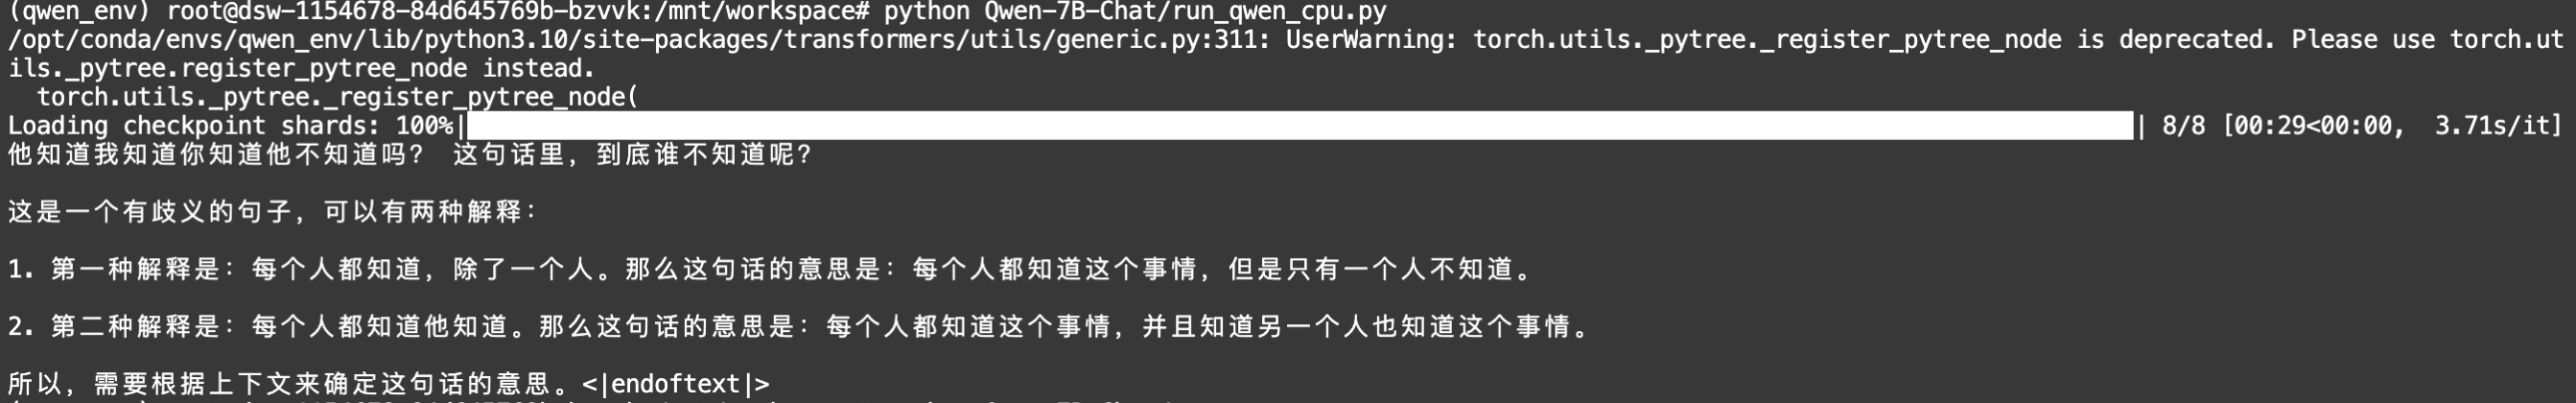 (qwen_env) root@dsw-1154678-84d645769b-bzvvk:/mnt/workspace# python Qwen-7B-Chat/run_qwen_cpu.py
/opt/conda/envs/qwen_env/lib/python3.10/site-packages/transformers/utils/generic.py:311: UserWarning: torch.utils._pytree._register_pytree_node is deprecated. Please use torch.ut
ils._pytree.register_pytree_node instead.
  torch.utils._pytree._register_pytree_node(
Loading checkpoint shards: 100%| | 8/8 [00:29<00:00,  3.71s/it]
他知道我知道你知道他不知道吗? 这句话里，到底谁不知道呢?
这是一个有歧义的句子，可以有两种解释：
1. 第一种解释是：每个人都知道，除了一个人。那么这句话的意思是：每个人都知道这个事情，但是只有一个人不知道。
2. 第二种解释是：每个人都知道他知道。那么这句话的意思是：每个人都知道这个事情，并且知道另一个人也知道这个事情。
所以，需要根据上下文来确定这句话的意思。<|endoftext|>